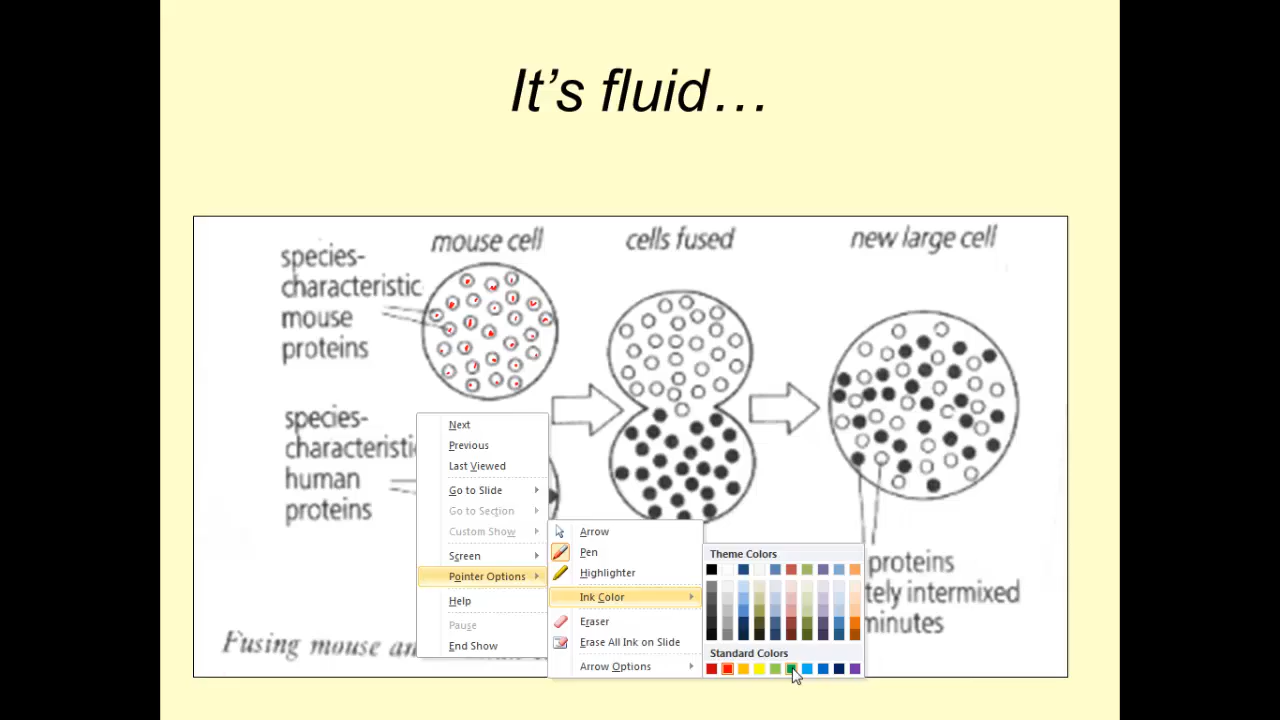 It's fluid…
mouse cell
cells fused
new large cell
species-
characteristic
mouse
proteins
species-
characteristic
human
proteins
Next
Previous
Last Viewed
Go to Slide
Go to Section
Custom Show
Screen
Pointer Options
Help
Pause
End Show
Arrow
Pen
Highlighter
Ink Color
Eraser
Erase All Ink on Slide
Arrow Options
Theme Colors
Standard Colors
proteins
tely intermixed
minutes
Fusing mouse an